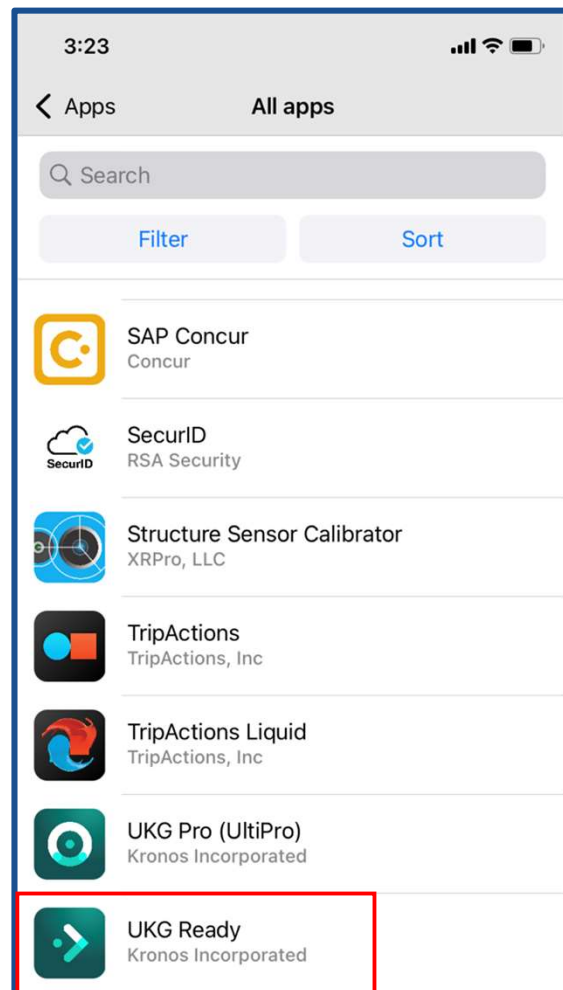 3:23
Apps
All apps
Search
Filter
Sort
SAP Concur
Concur
SecurID
SecurID
RSA Security
Structure Sensor Calibrator
XRPro, LLC
TripActions
TripActions, Inc
TripActions Liquid
TripActions, Inc
UKG Pro (UltiPro)
Kronos Incorporated
UKG Ready
Kronos Incorporated